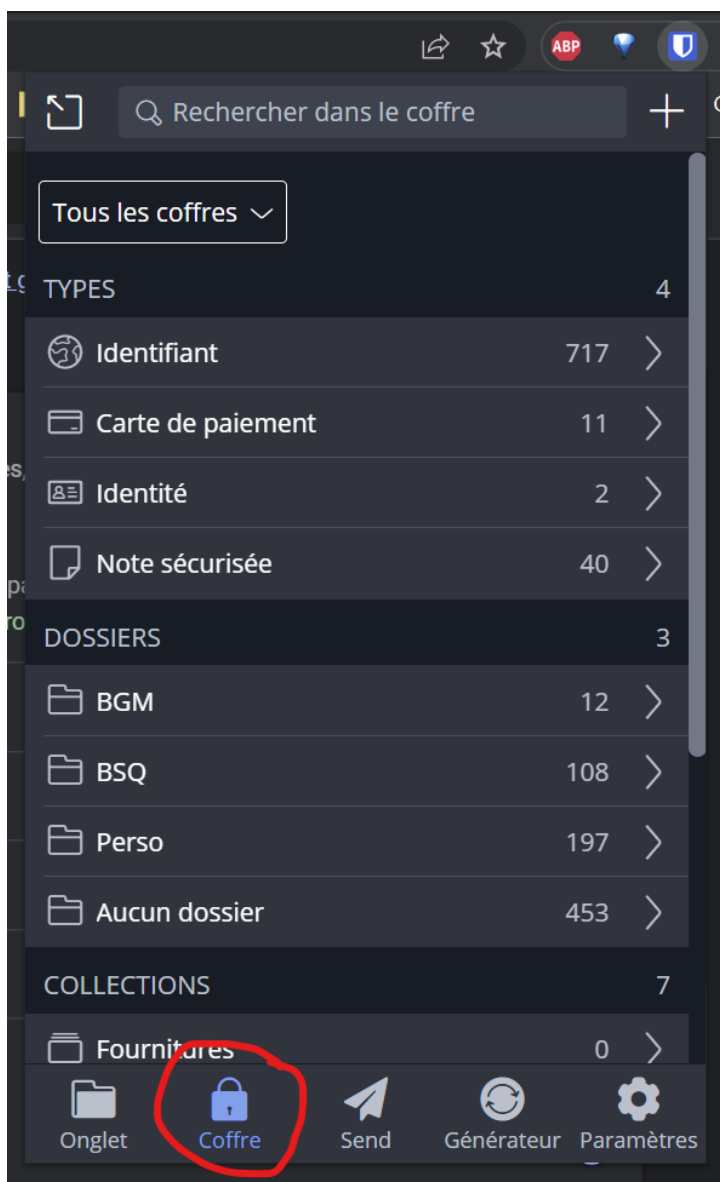 ABP
Rechercher dans le coffre
Tous les coffres
TYPES 4
Identifiant 717
Carte de paiement 11
Identité 2
Note sécurisée 40
DOSSIERS 3
BGM 12
BSQ 108
Perso 197
Aucun dossier 453
COLLECTIONS 7
Fournitures 0
Onglet Coffre Send Générateur Paramètres